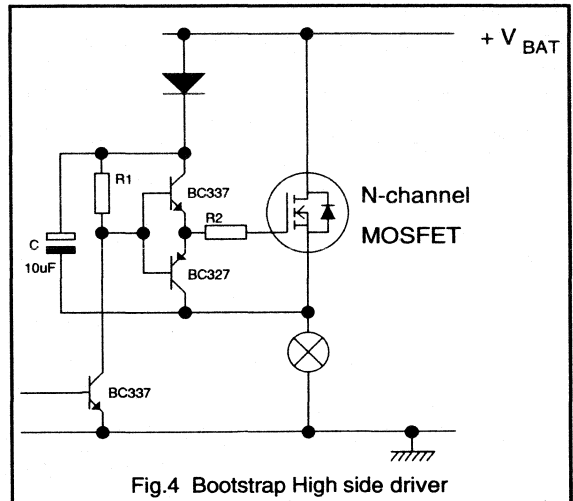 + V BAT
R1
BC337
R2
N-channel
MOSFET
C
10uF
BC327
BC337
Fig.4 Bootstrap High side driver